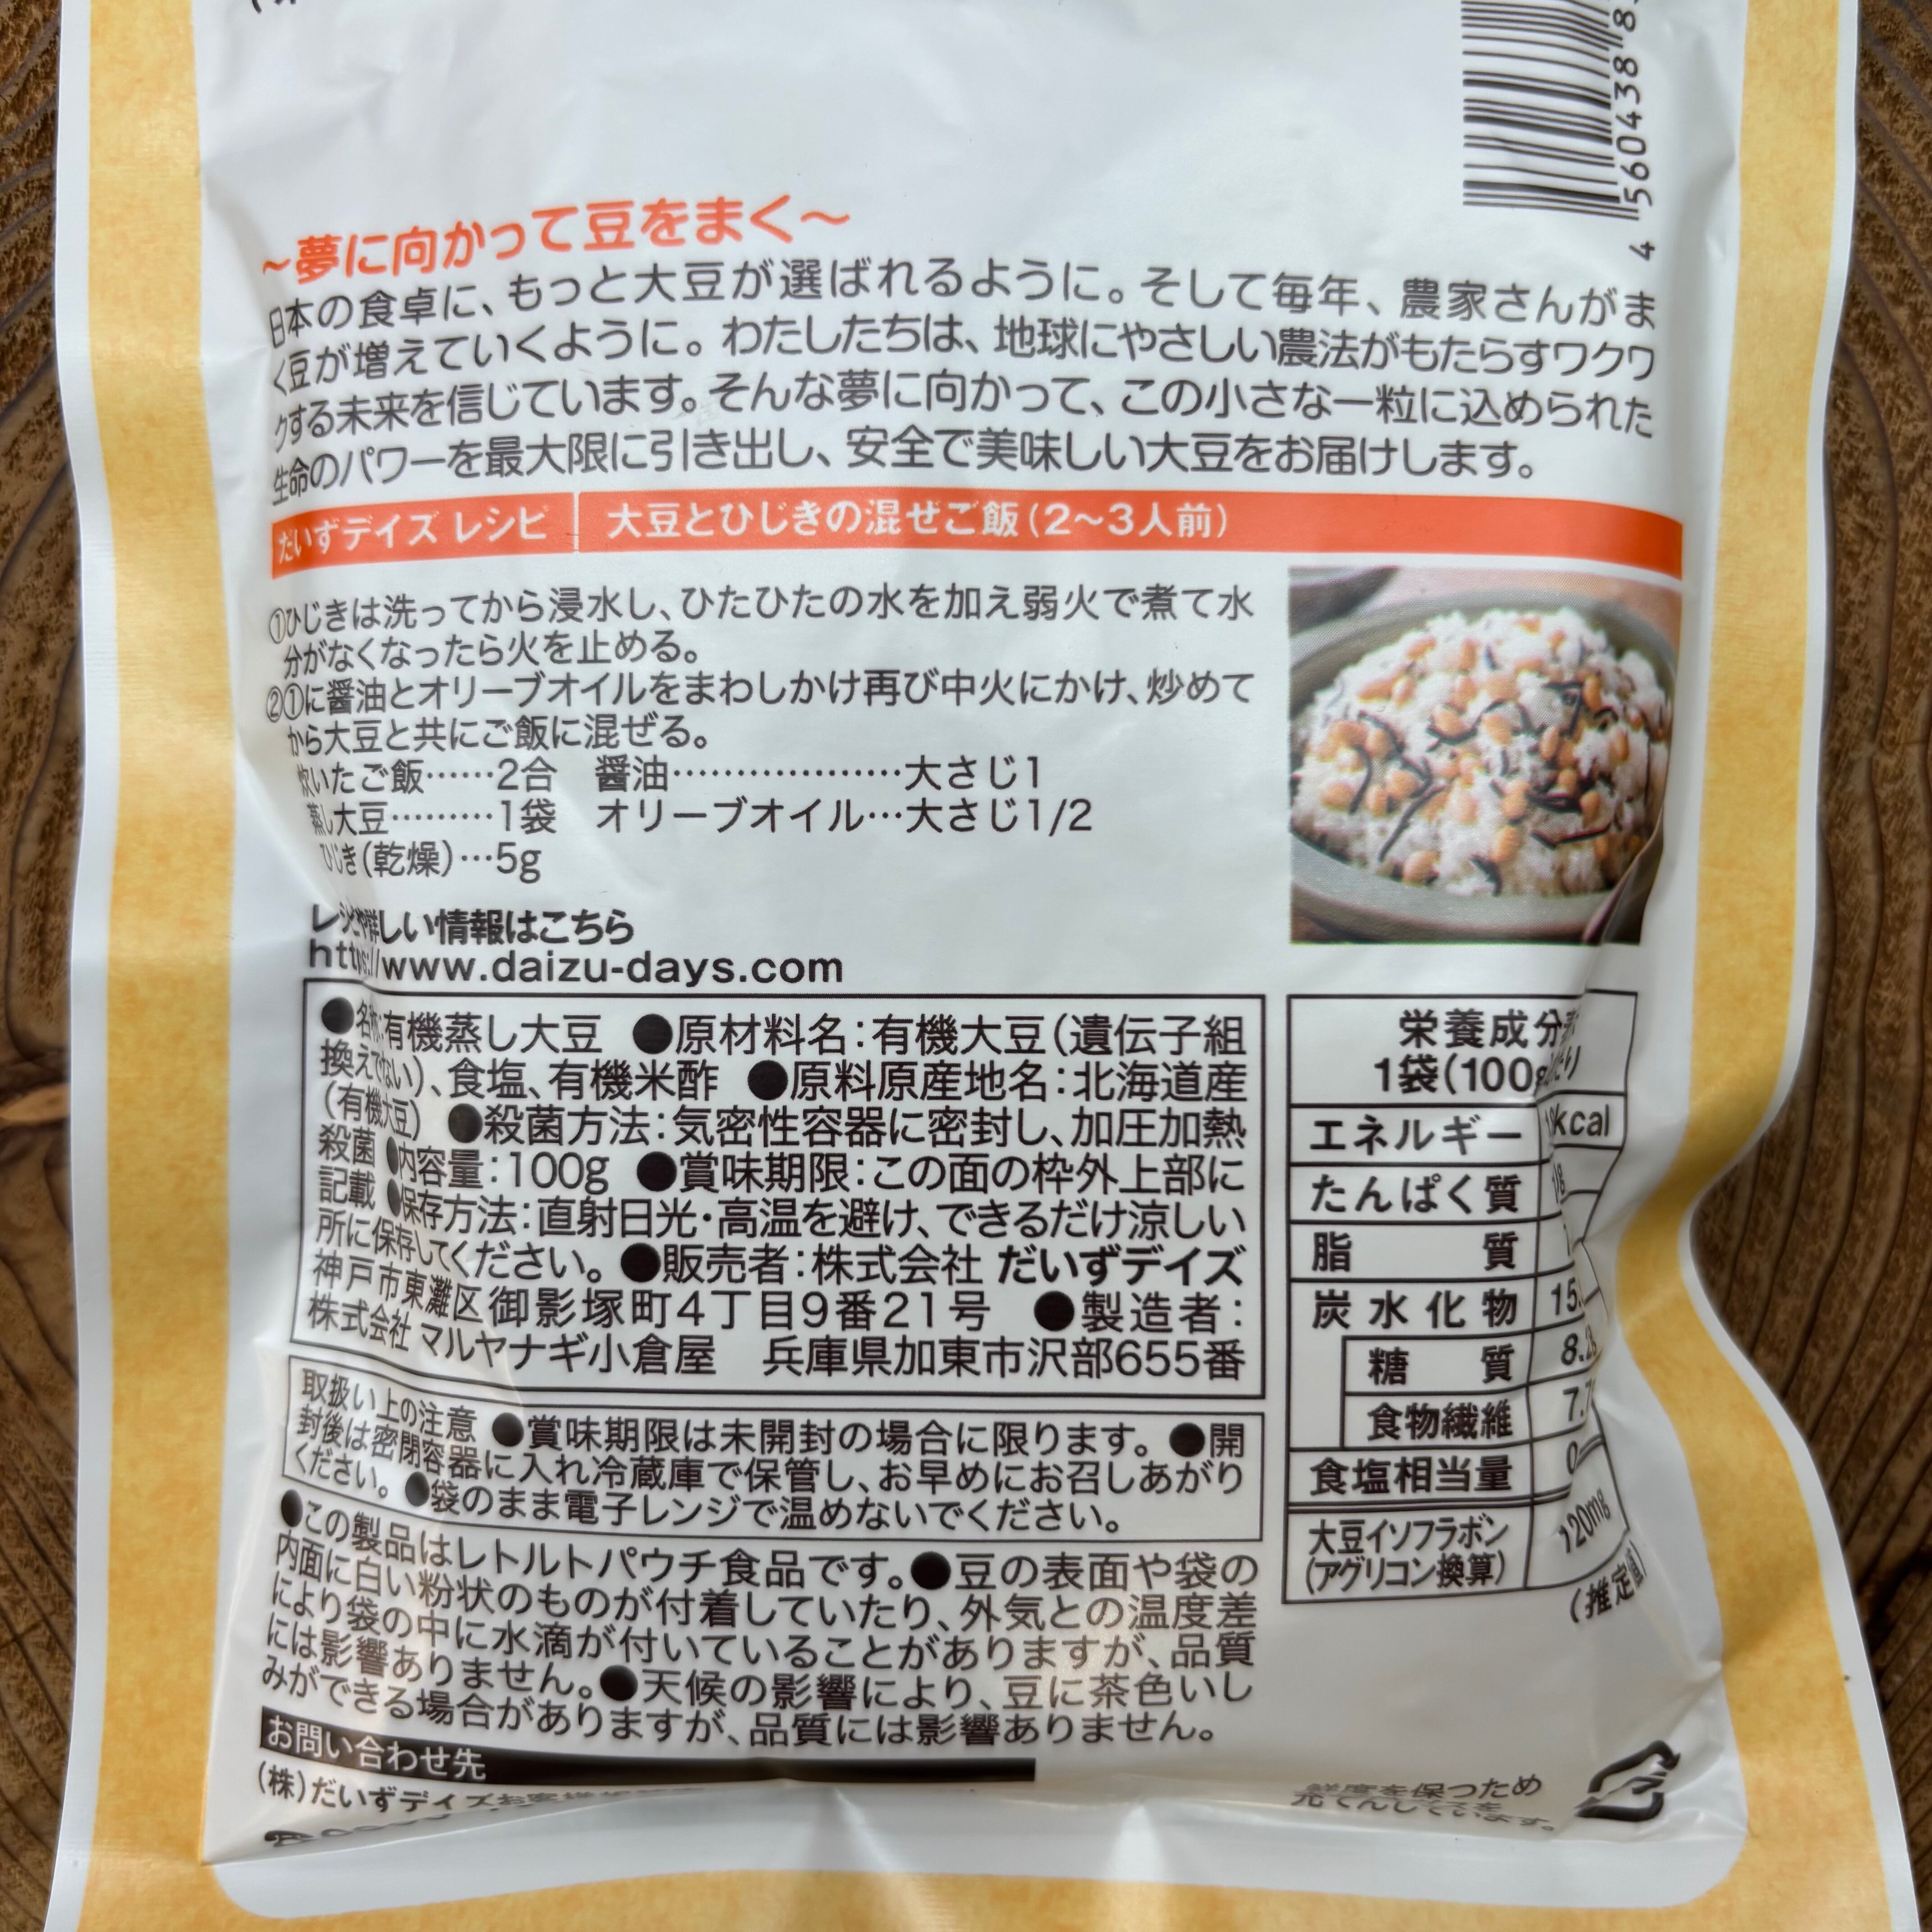 4 560438 8
～夢に向かって豆をまく～
日本の食卓に、もっと大豆が選ばれるように。そして毎年、農家さんがま
く豆が増えていくように。わたしたちは、地球にやさしい農法がもたらすワクワ
クする未来を信じています。そんな夢に向かって、この小さな一粒に込められた
生命のパワーを最大限に引き出し、安全で美味しい大豆をお届けします。
だいずデイズ レシピ 大豆とひじきの混ぜご飯(2～3人前)
①ひじきは洗ってから浸水し、ひたひたの水を加え弱火で煮て水
分がなくなったら火を止める。
②①に醤油とオリーブオイルをまわしかけ再び中火にかけ、炒めて
から大豆と共にご飯に混ぜる。
炊いたご飯……2合 醤油…………………大さじ1
蒸し大豆………1袋 オリーブオイル…大さじ1/2
ひじき(乾燥)…5g
レシピや詳しい情報はこちら
https://www.daizu-days.com
●名称:有機蒸し大豆 ●原材料名:有機大豆(遺伝子組
換えでない)、食塩、有機米酢 ●原料原産地名:北海道産
(有機大豆) ●殺菌方法:気密性容器に密封し、加圧加熱
殺菌 ●内容量:100g ●賞味期限:この面の枠外上部に
記載 ●保存方法:直射日光・高温を避け、できるだけ涼しい
所に保存してください。●販売者:株式会社 だいずデイズ
神戸市東灘区御影塚町4丁目9番21号 ●製造者:
株式会社 マルヤナギ小倉屋 兵庫県加東市沢部655番
取扱い上の注意 ●賞味期限は未開封の場合に限ります。●開
封後は密閉容器に入れ冷蔵庫で保管し、お早めにお召しあがり
ください。●袋のまま電子レンジで温めないでください。
●この製品はレトルトパウチ食品です。●豆の表面や袋の
内面に白い粉状のものが付着していたり、外気との温度差
により袋の中に水滴が付いていることがありますが、品質
には影響ありません。●天候の影響により、豆に茶色いし
みができる場合がありますが、品質には影響ありません。
お問い合わせ先
(株)だいずデイズ
栄養成分
1袋(100g
エネルギー kcal
たんぱく質
脂質
炭水化物 15.
糖質 8.
食物繊維 7.7
食塩相当量 0
大豆イソフラボン 120mg
(アグリコン換算)
(推定値)
鮮度を保つため